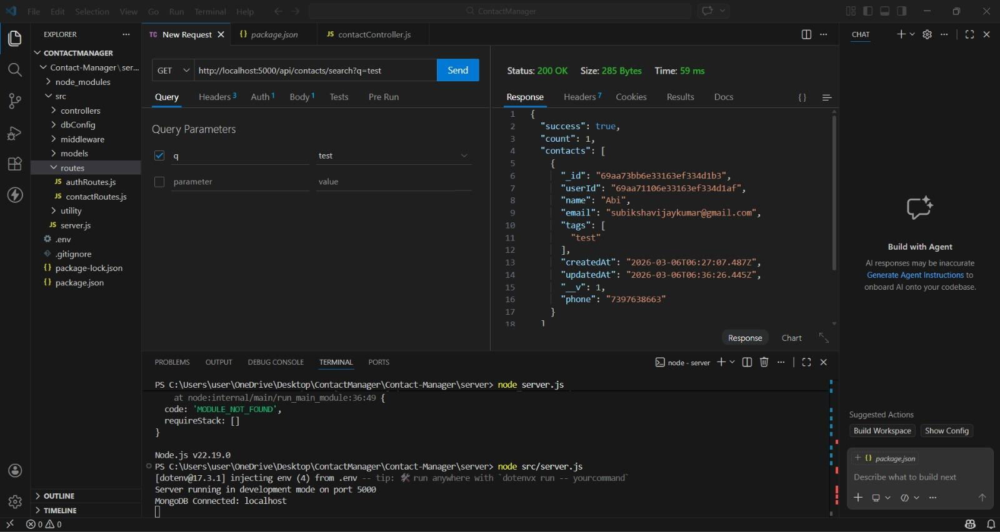 File Edit Selection View Go Run Terminal Help
ContactManager
EXPLORER
CONTACTMANAGER
Contact-Manager\ser...
node_modules
src
controllers
dbConfig
middleware
models
routes
JS authRoutes.js
JS contactRoutes.js
utility
JS server.js
.env
.gitignore
{} package-lock.json
{} package.json
OUTLINE
TIMELINE
TC New Request
{} package.json
JS contactController.js
GET http://localhost:5000/api/contacts/search?q=test Send
Query Headers 3 Auth 1 Body 1 Tests Pre Run
Query Parameters
q test
parameter value
Status: 200 OK Size: 285 Bytes Time: 59 ms
Response Headers 7 Cookies Results Docs { }
1 {
2 "success": true,
3 "count": 1,
4 "contacts": [
5 {
6 "_id": "69aa73bb6e33163ef334d1b3",
7 "userId": "69aa71106e33163ef334d1af",
8 "name": "Abi",
9 "email": "subikshavijaykumar@gmail.com",
10 "tags": [
11 "test"
12 ],
13 "createdAt": "2026-03-06T06:27:07.487Z",
14 "updatedAt": "2026-03-06T06:36:26.445Z",
15 "__v": 1,
16 "phone": "7397638663"
17 }
18 ]
Response Chart
PROBLEMS OUTPUT DEBUG CONSOLE TERMINAL PORTS
node - server
PS C:\Users\user\OneDrive\Desktop\ContactManager\Contact-Manager\server> node server.js
at node:internal/main/run_main_module:36:49 {
code: 'MODULE_NOT_FOUND',
requireStack: []
}
Node.js v22.19.0
PS C:\Users\user\OneDrive\Desktop\ContactManager\Contact-Manager\server> node src/server.js
[dotenv@17.3.1] injecting env (4) from .env -- tip: 🛠️ run anywhere with `dotenvx run -- yourcommand`
Server running in development mode on port 5000
MongoDB Connected: localhost
CHAT
Build with Agent
AI responses may be inaccurate
Generate Agent Instructions to
onboard AI onto your codebase.
Suggested Actions
Build Workspace Show Config
{} package.json
Describe what to build next
0 0